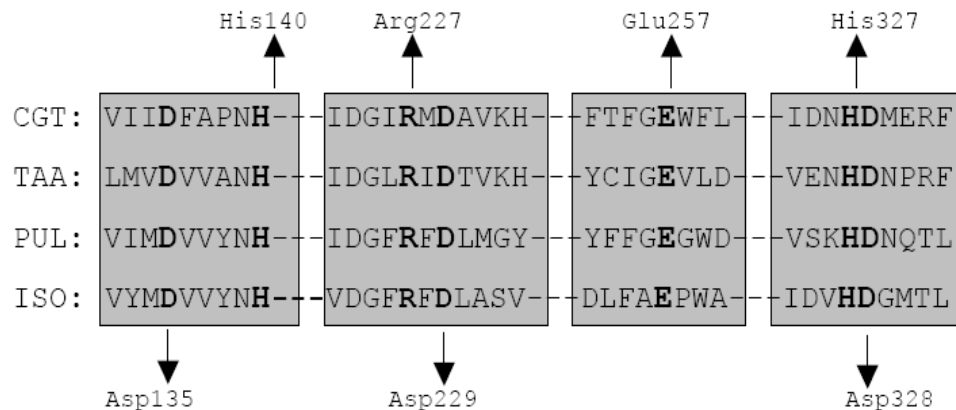 His140 Arg227 Glu257 His327
CGT: VIIDFAPNH---IDGIRMDAVKH---FTFGEWFL---IDNHDMERF
TAA: LMVDVVANH---IDGLRIDTVKH---YCIGEVLD---VENHDNPRF
PUL: VIMDVVYNH---IDGFRFDLMGY---YFFGEGWD---VSKHDNQTL
ISO: VYMDVVYNH---VDGFRFDLASV---DLFAEPWA---IDVHDGMTL
Asp135 Asp229 Asp328